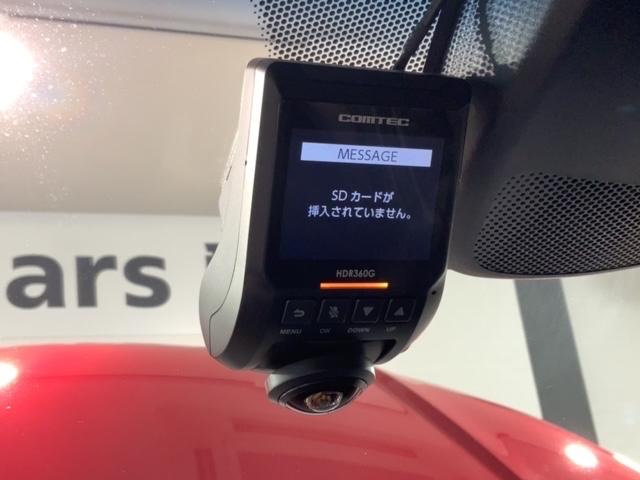 COMTEC
MESSAGE
SDカードが
挿入されていません。
HDR360G
MENU OK DOWN UP
ars